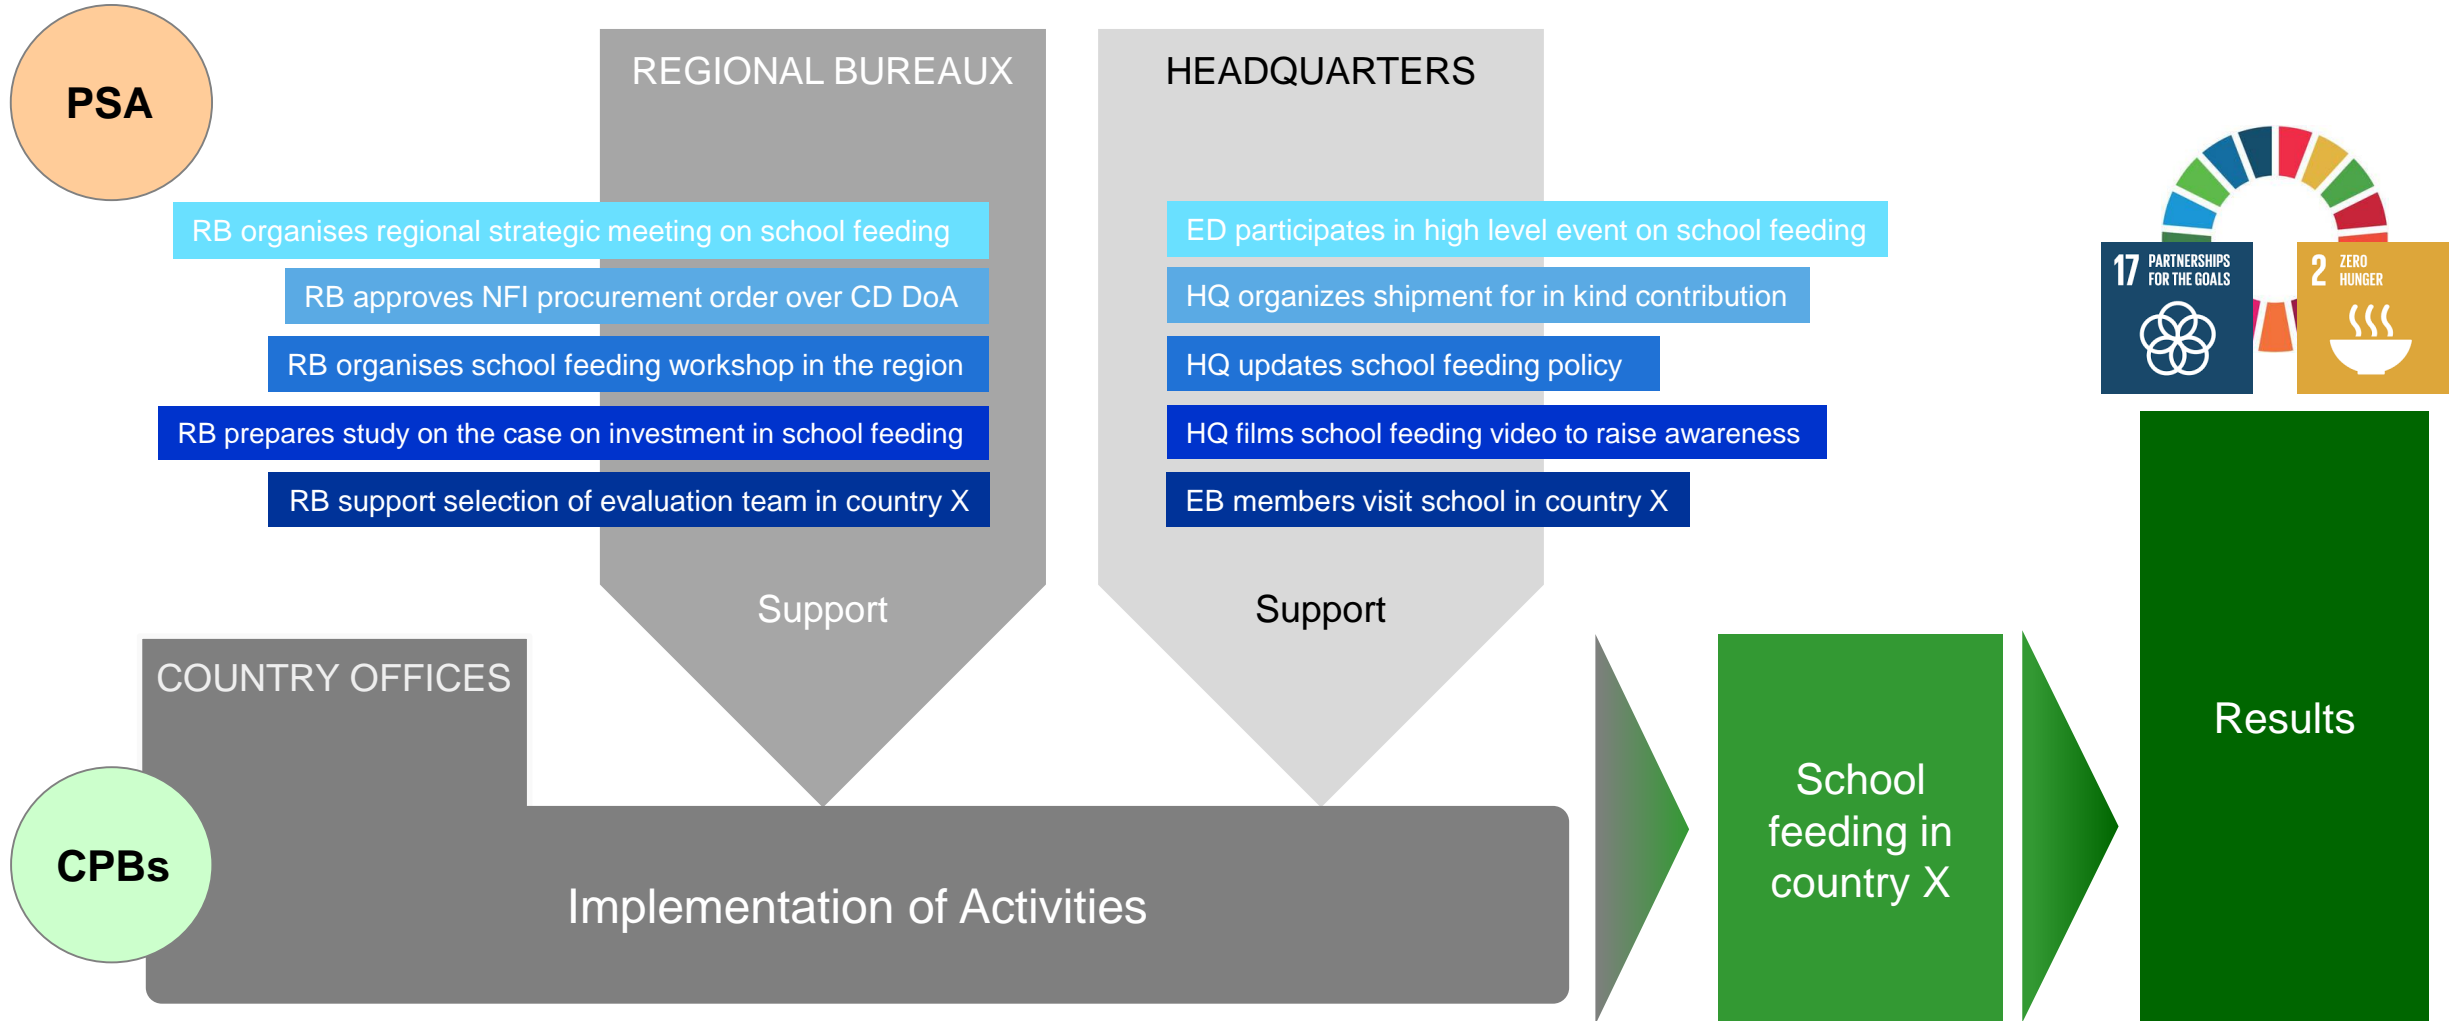 PSA
REGIONAL BUREAUX
HEADQUARTERS
RB organises regional strategic meeting on school feeding
RB approves NFI procurement order over CD DoA
RB organises school feeding workshop in the region
RB prepares study on the case on investment in school feeding
RB support selection of evaluation team in country X
ED participates in high level event on school feeding
HQ organizes shipment for in kind contribution
HQ updates school feeding policy
HQ films school feeding video to raise awareness
EB members visit school in country X
17 PARTNERSHIPS
FOR THE GOALS
2 ZERO
HUNGER
Support
Support
COUNTRY OFFICES
CPBs
Implementation of Activities
School
feeding in
country X
Results